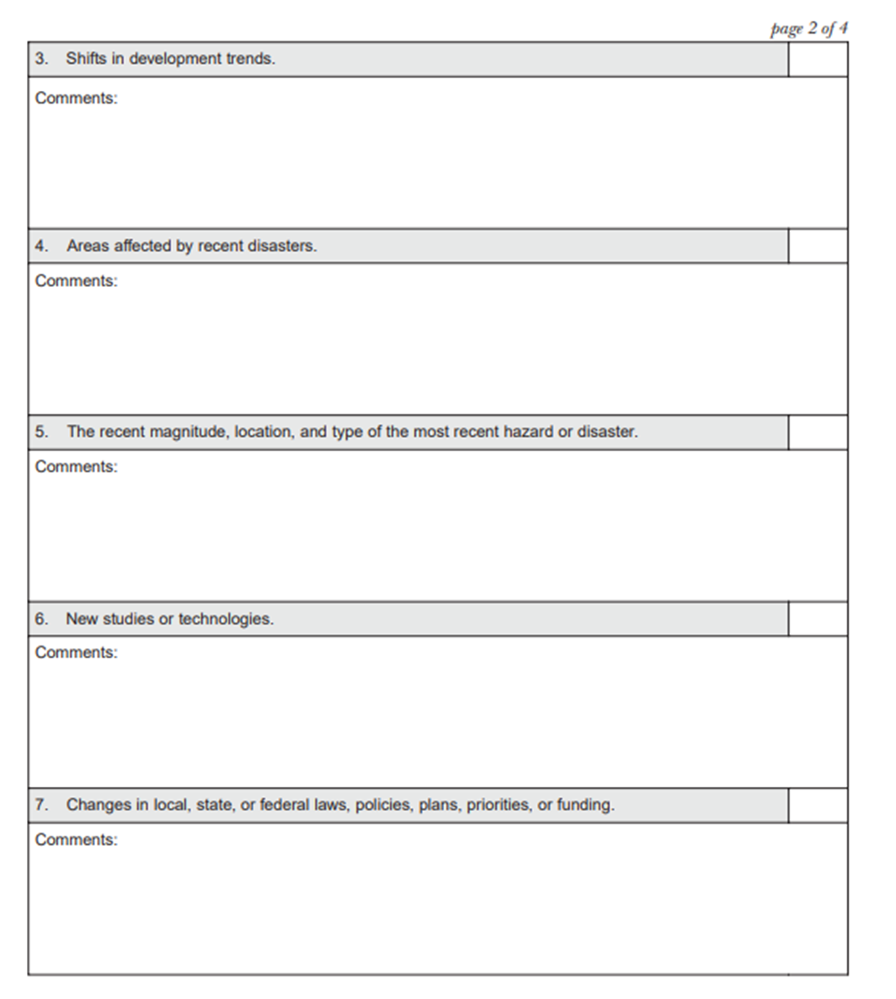 page 2 of 4
3. Shifts in development trends.
Comments:
4. Areas affected by recent disasters.
Comments:
5. The recent magnitude, location, and type of the most recent hazard or disaster.
Comments:
6. New studies or technologies.
Comments:
7. Changes in local, state, or federal laws, policies, plans, priorities, or funding.
Comments: